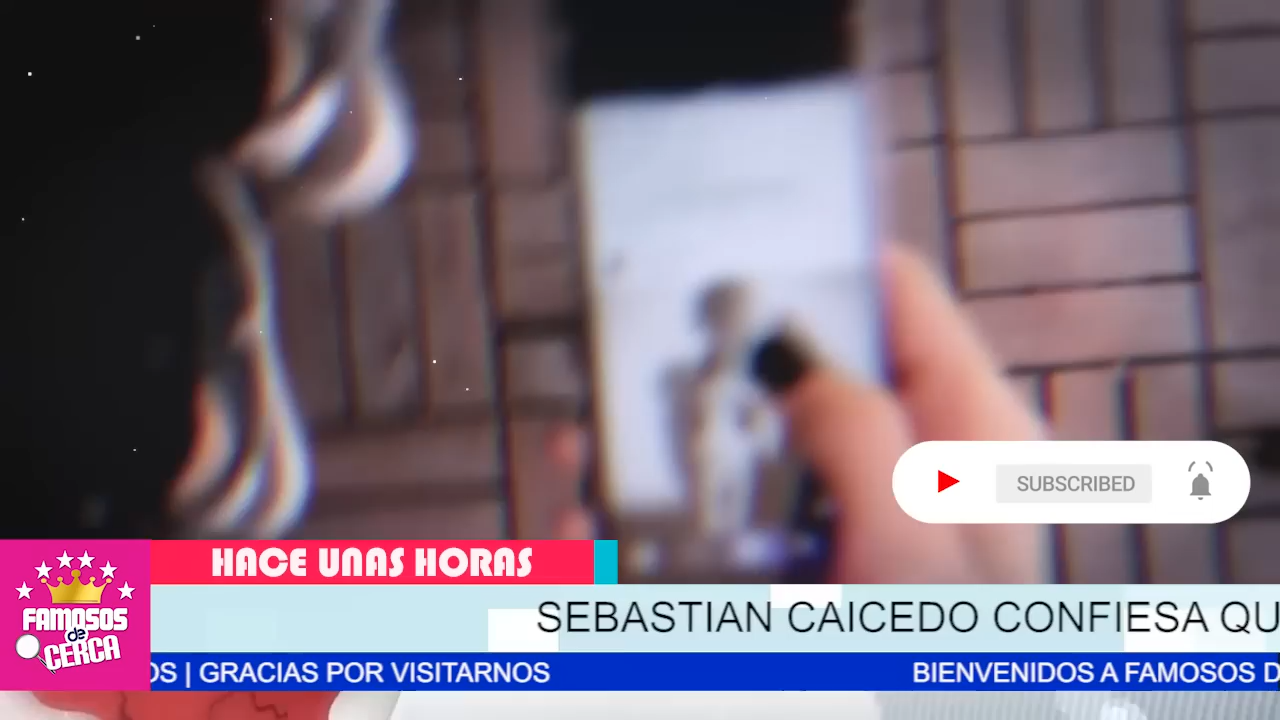 SUBSCRIBED
HACE UNAS HORAS
FAMOSOS
de
CERCA
SEBASTIAN CAICEDO CONFIESA QU
OS | GRACIAS POR VISITARNOS
BIENVENIDOS A FAMOSOS D